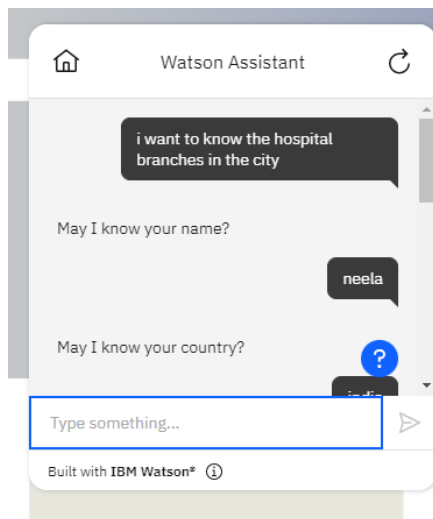 Watson Assistant
i want to know the hospital
branches in the city
May I know your name?
neela
May I know your country?
?
Type something...
Built with IBM Watson®